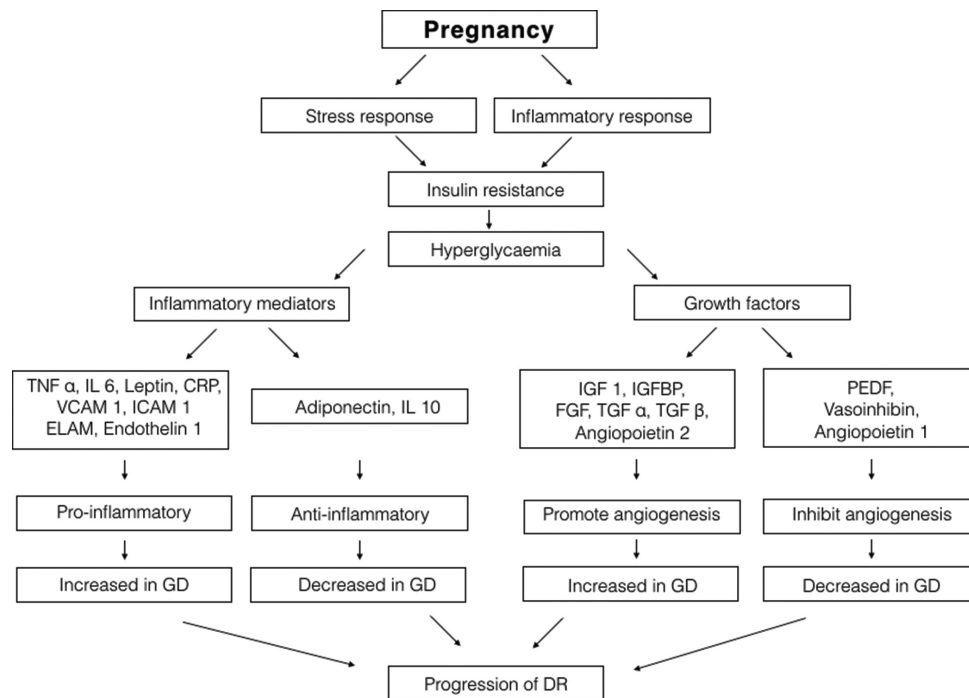 Pregnancy
Stress response
Inflammatory response
Insulin resistance
Hyperglycaemia
Inflammatory mediators
Growth factors
TNF α, IL 6, Leptin, CRP,
VCAM 1, ICAM 1
ELAM, Endothelin 1
Adiponectin, IL 10
IGF 1, IGFBP,
FGF, TGF α, TGF β,
Angiopoietin 2
PEDF,
Vasoinhibin,
Angiopoietin 1
Pro-inflammatory
Anti-inflammatory
Promote angiogenesis
Inhibit angiogenesis
Increased in GD
Decreased in GD
Increased in GD
Decreased in GD
Progression of DR